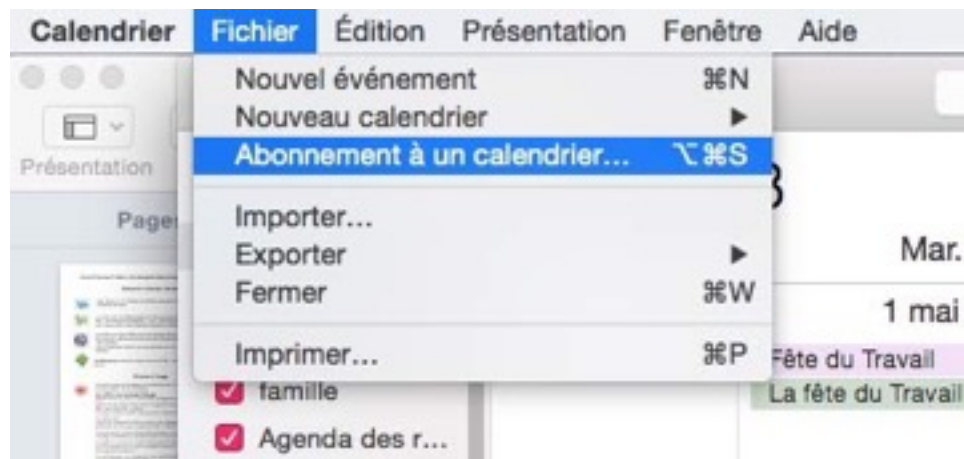 Calendrier Fichier Édition Présentation Fenêtre Aide
Nouvel événement ⌘N
Nouveau calendrier ▶
Abonnement à un calendrier... ⌥⌘S
Importer...
Exporter ▶
Fermer ⌘W
Imprimer... ⌘P
Présentation
Page
famille
Agenda des r...
Mar.
1 mai
Fête du Travail
La fête du Travail